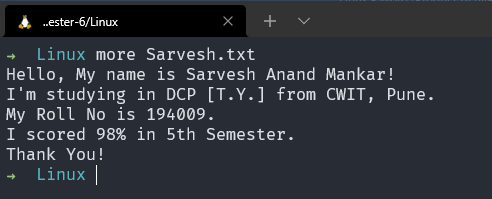 ..ester-6/Linux
→ Linux more Sarvesh.txt
Hello, My name is Sarvesh Anand Mankar!
I'm studying in DCP [T.Y.] from CWIT, Pune.
My Roll No is 194009.
I scored 98% in 5th Semester.
Thank You!
→ Linux